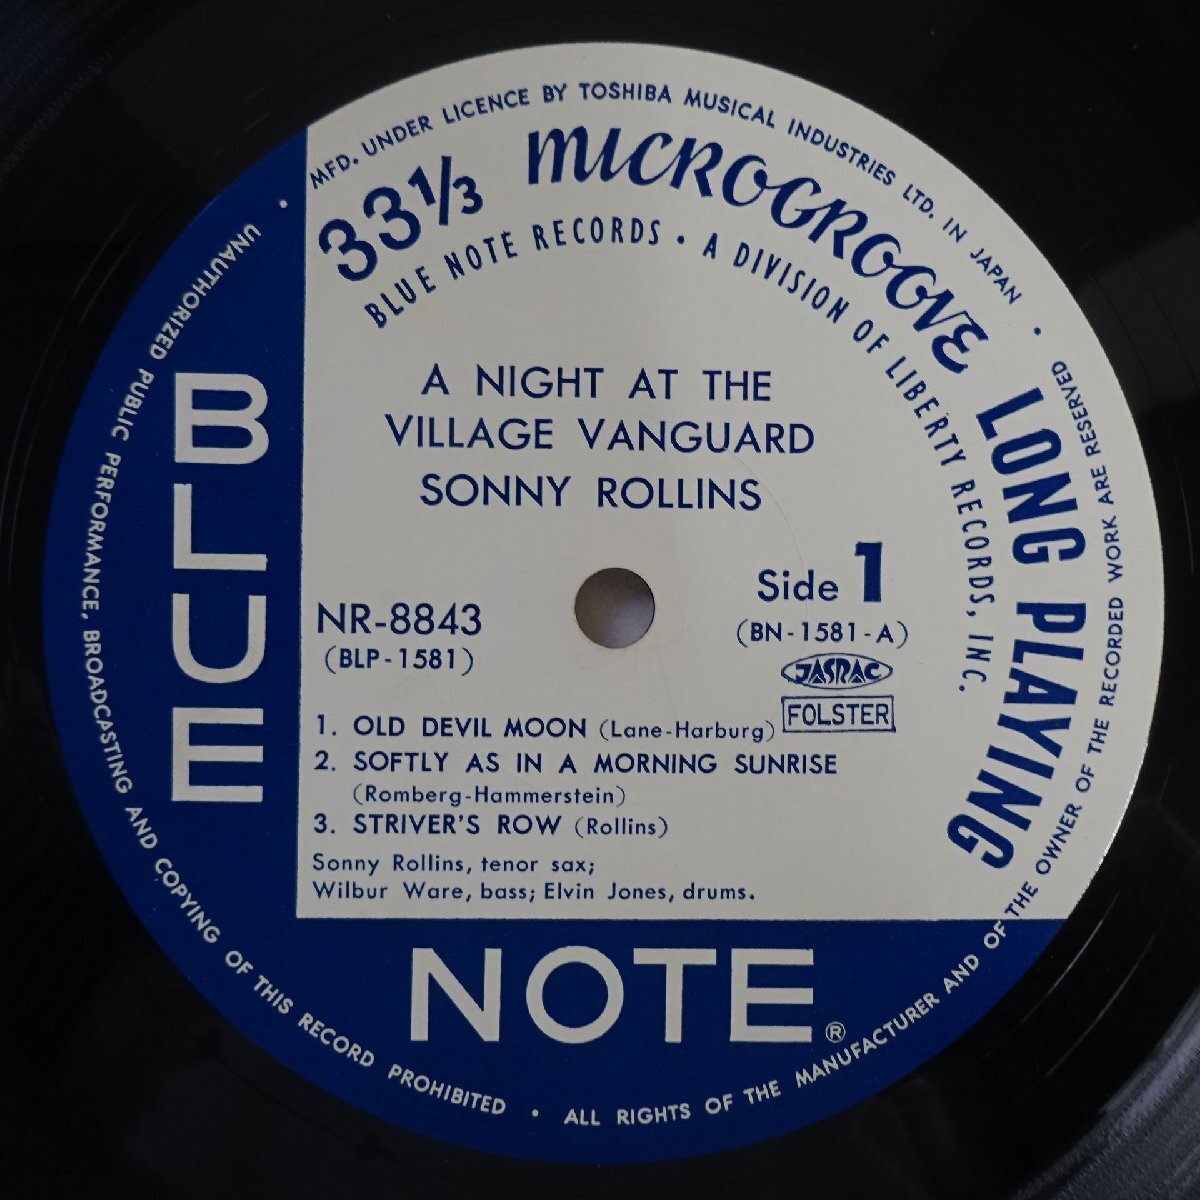 MFD. UNDER LICENCE BY TOSHIBA MUSICAL INDUSTRIES LTD. IN JAPAN •
33⅓ MICROGROOVE LONG PLAYING
BLUE NOTE RECORDS • A DIVISION OF LIBERTY RECORDS, INC.
A NIGHT AT THE
VILLAGE VANGUARD
SONNY ROLLINS
Side 1
(BN-1581-A)
JASRAC
FOLSTER
NR-8843
(BLP-1581)
1. OLD DEVIL MOON (Lane-Harburg)
2. SOFTLY AS IN A MORNING SUNRISE
(Romberg-Hammerstein)
3. STRIVER'S ROW (Rollins)
Sonny Rollins, tenor sax;
Wilbur Ware, bass; Elvin Jones, drums.
BLUE
NOTE®
UNAUTHORIZED PUBLIC PERFORMANCE, BROADCASTING AND COPYING OF THIS RECORD PROHIBITED • ALL RIGHTS OF THE MANUFACTURER AND OF THE OWNER OF THE RECORDED WORK ARE RESERVED •